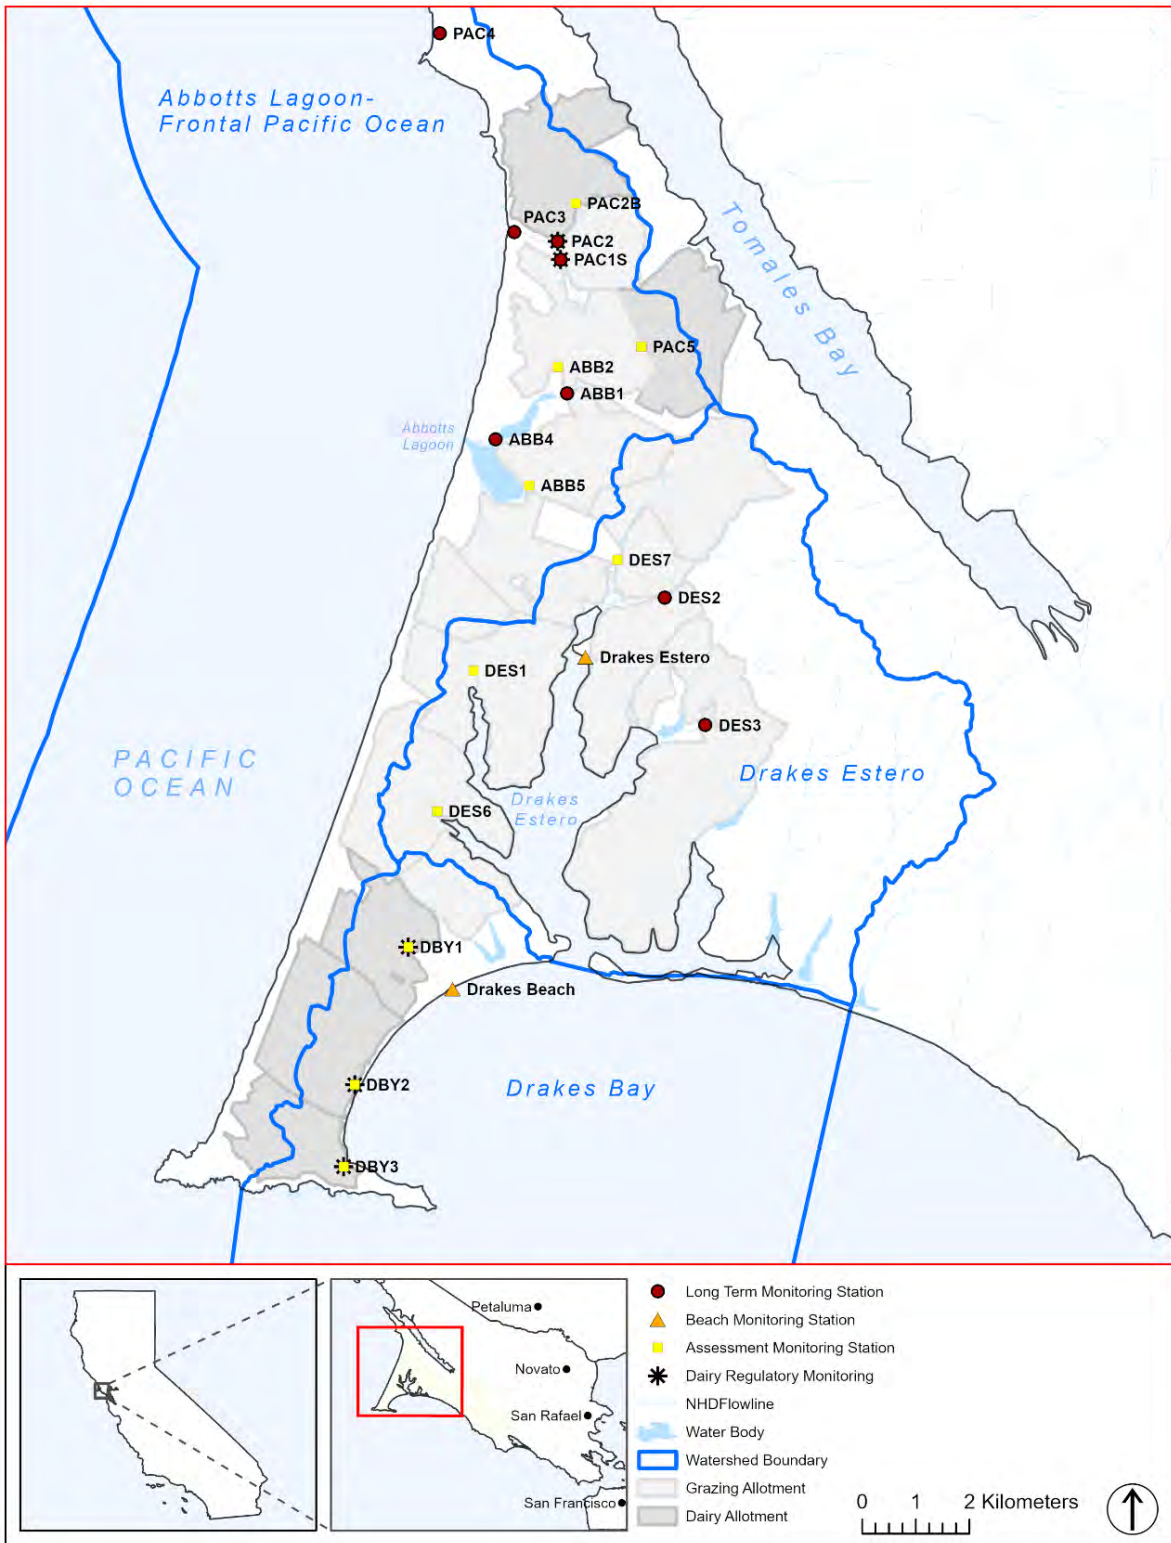 PAC4
Abbotts Lagoon-
Frontal Pacific Ocean
PAC2B
PAC3
PAC2
PAC1S
Tomales Bay
PAC5
ABB2
ABB1
Abbotts
Lagoon
ABB4
ABB5
DES7
DES2
Drakes Estero
DES1
DES3
PACIFIC
OCEAN
Drakes Estero
Drakes
Estero
DES6
DBY1
Drakes Beach
DBY2
Drakes Bay
DBY3
Petaluma
Novato
San Rafael
San Francisco
Long Term Monitoring Station
Beach Monitoring Station
Assessment Monitoring Station
Dairy Regulatory Monitoring
NHDFlowline
Water Body
Watershed Boundary
Grazing Allotment
Dairy Allotment
0 1 2 Kilometers